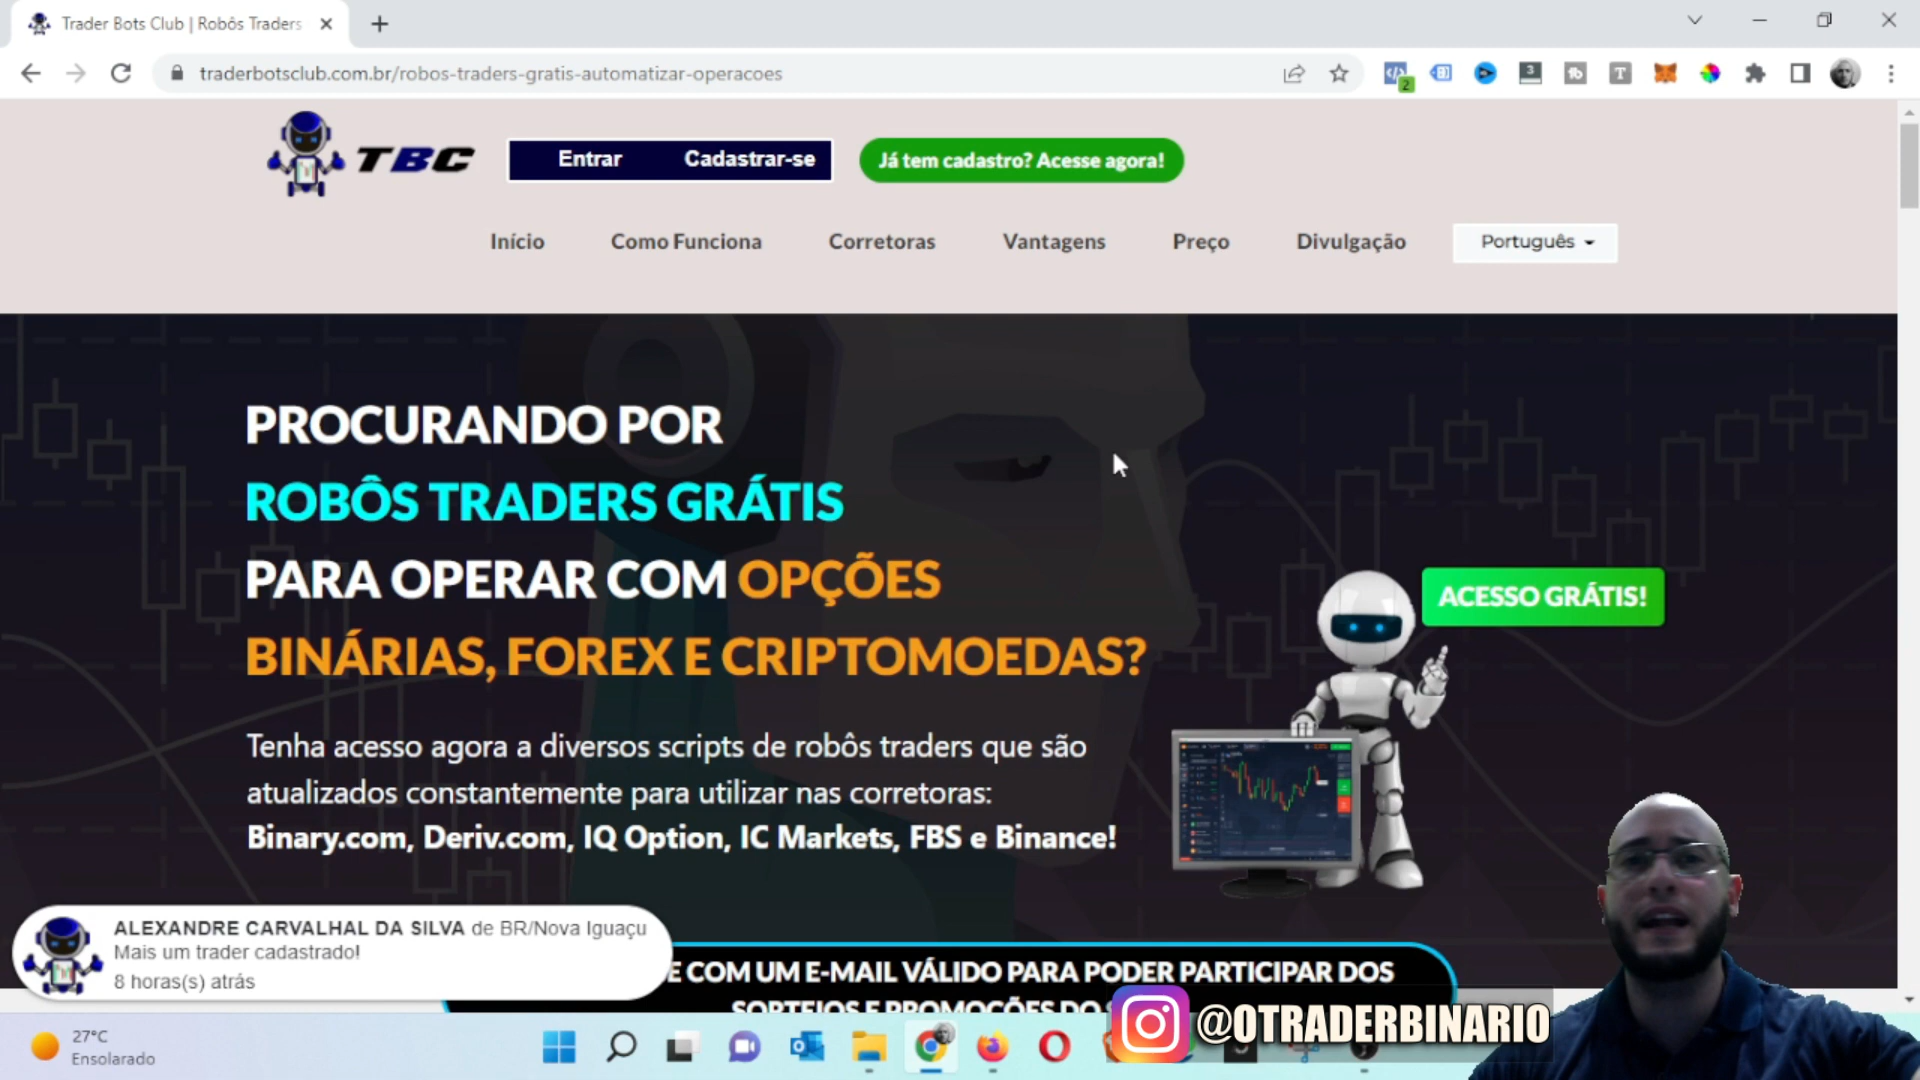 Trader Bots Club | Robôs Traders
traderbotsclub.com.br/robos-traders-gratis-automatizar-operacoes
TBC
Entrar
Cadastrar-se
Já tem cadastro? Acesse agora!
Início
Como Funciona
Corretoras
Vantagens
Preço
Divulgação
Português
PROCURANDO POR
ROBÔS TRADERS GRÁTIS
PARA OPERAR COM OPÇÕES
BINÁRIAS, FOREX E CRIPTOMOEDAS?
ACESSO GRÁTIS!
Tenha acesso agora a diversos scripts de robôs traders que são
atualizados constantemente para utilizar nas corretoras:
Binary.com, Deriv.com, IQ Option, IC Markets, FBS e Binance!
ALEXANDRE CARVALHAL DA SILVA de BR/Nova Iguaçu
Mais um trader cadastrado!
8 horas(s) atrás
E COM UM E-MAIL VÁLIDO PARA PODER PARTICIPAR DOS
SORTEIOS E PROMOÇÕES DO
@OTRADERBINARIO
27°C
Ensolarado